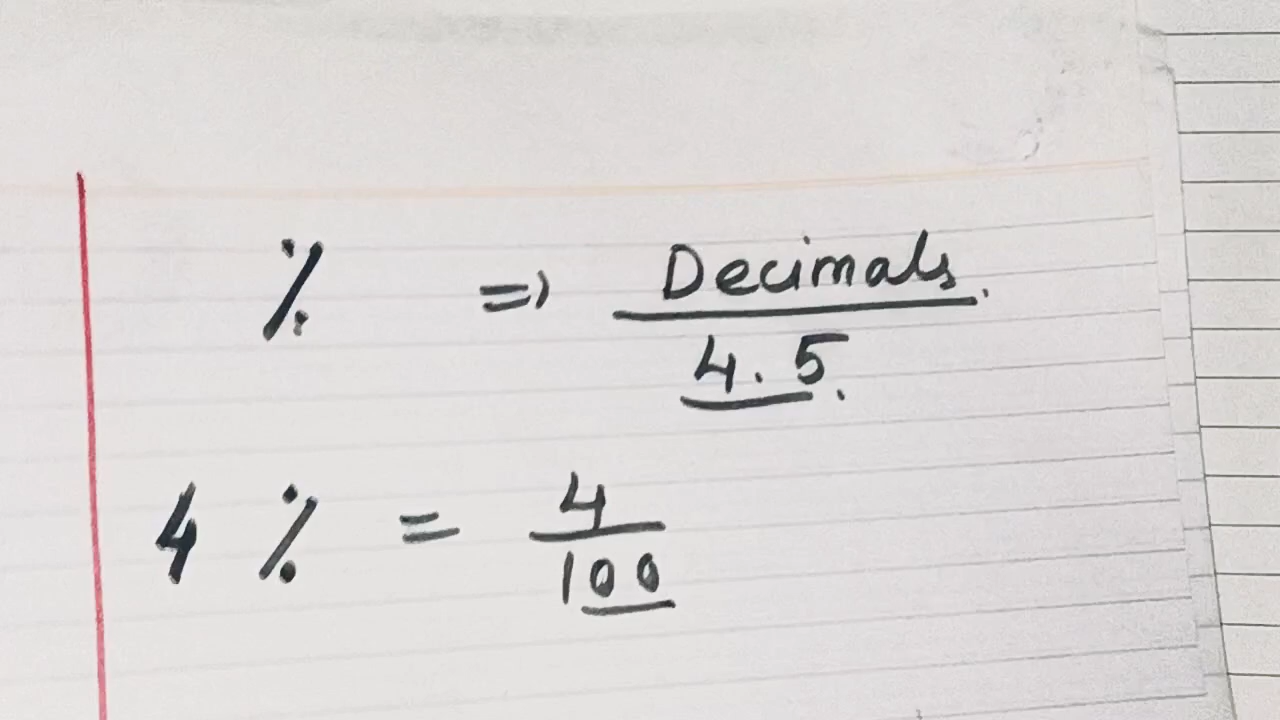 % => Decimals.
4.5.
4 % = 4/100